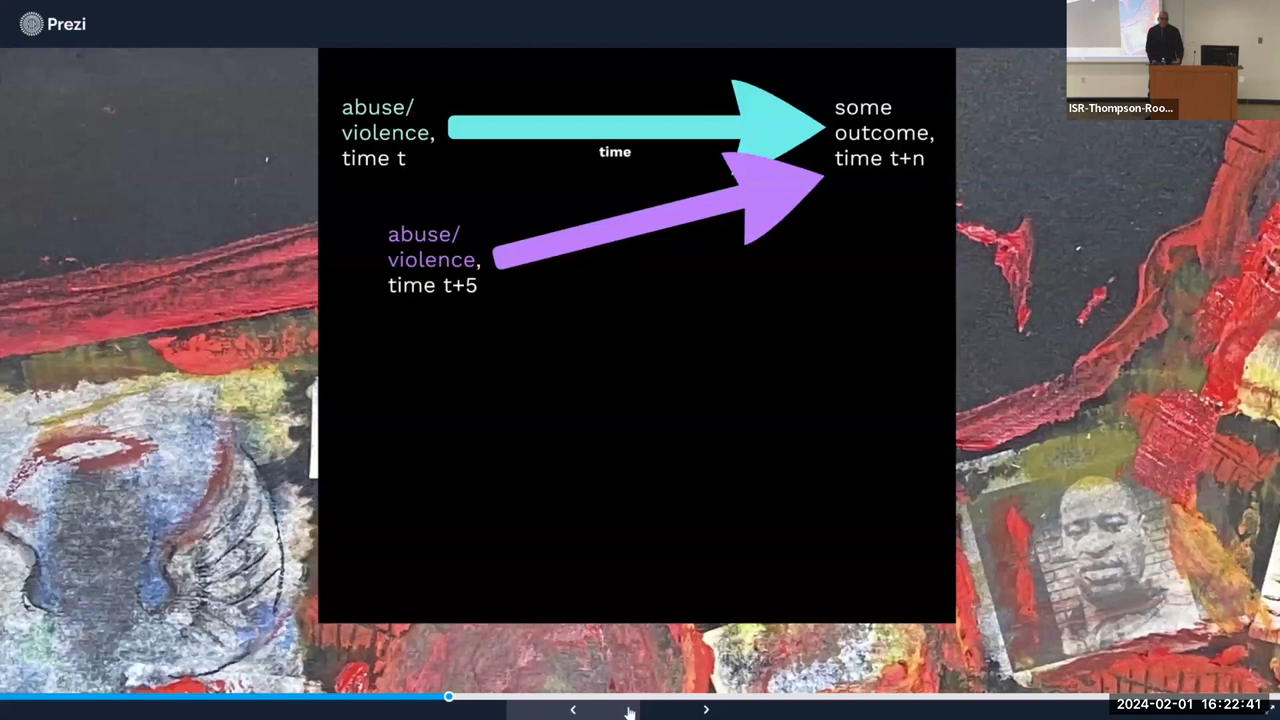 Prezi
ISR-Thompson-Roo...
abuse/
violence,
time t
time
some
outcome,
time t+n
abuse/
violence,
time t+5
2024-02-01 16:22:41